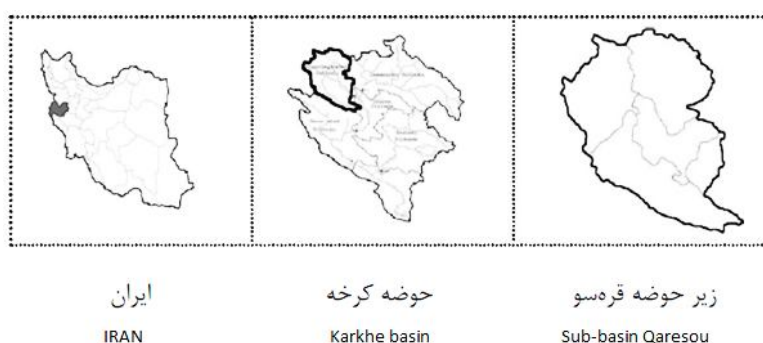 ایران
حوضه کرخه
زیر حوضه قره‌سو
IRAN
Karkhe basin
Sub-basin Qaresou